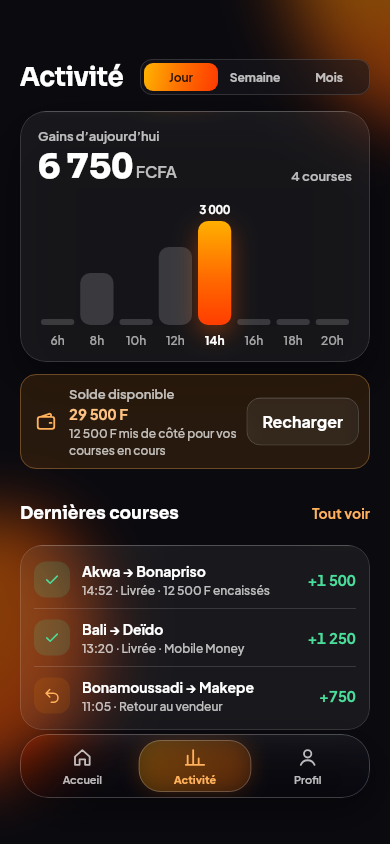 Activité
Jour
Semaine
Mois
Gains d’aujourd’hui
6 750 FCFA
4 courses
3 000
6h
8h
10h
12h
14h
16h
18h
20h
Solde disponible
29 500 F
12 500 F mis de côté pour vos
courses en cours
Recharger
Dernières courses
Tout voir
Akwa → Bonapriso
14:52 · Livrée · 12 500 F encaissés
+1 500
Bali → Deïdo
13:20 · Livrée · Mobile Money
+1 250
Bonamoussadi → Makepe
11:05 · Retour au vendeur
+750
Accueil
Activité
Profil